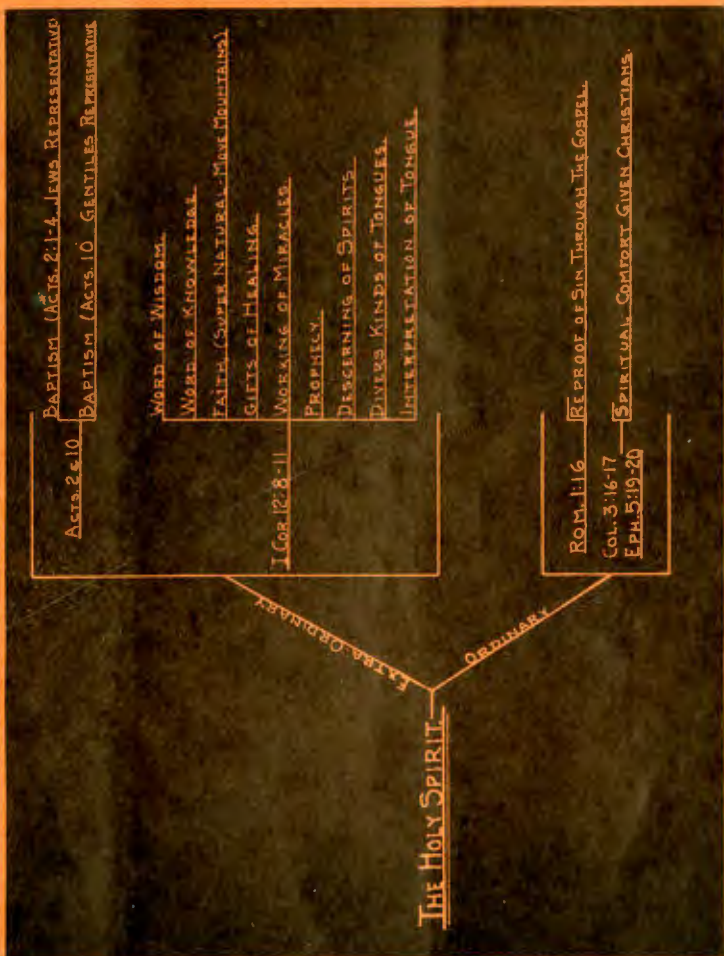 THE HOLY SPIRIT
EXTRA ORDINARY
ACTS. 2 & 10
BAPTISM (ACTS. 2:1-4. JEWS REPRESENTATIVE
BAPTISM (ACTS. 10 GENTILES REPRESENTATIVE
I COR 12:8-11
WORD OF WISDOM.
WORD OF KNOWLEDGE.
FAITH (SUPER NATURAL-MOVE MOUNTAINS)
GIFTS OF HEALING
WORKING OF MIRACLES
PROPHECY
DESCERNING OF SPIRITS
DIVERS KINDS OF TONGUES.
INTERPRETATION OF TONGUE
ORDINARY
ROM. 1:16
REPROOF OF SIN THROUGH THE GOSPEL.
COL. 3:16-17
EPH. 5:19-20
SPIRITUAL COMFORT GIVEN CHRISTIANS.